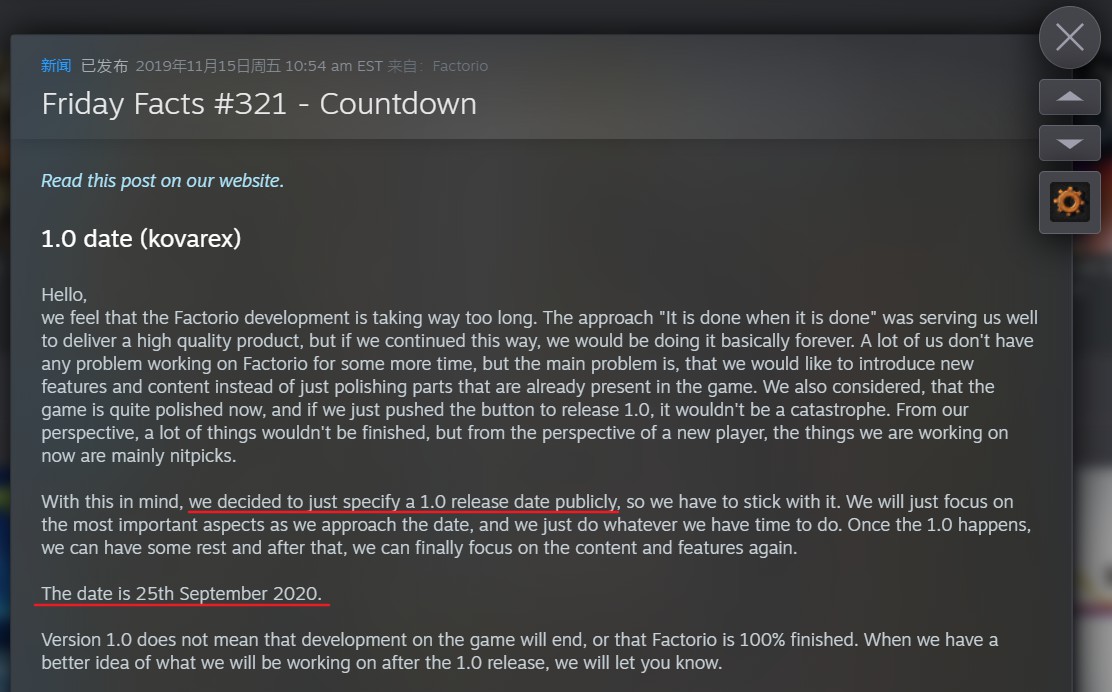 新闻 已发布 2019年11月15日周五 10:54 am EST 来自: Factorio
Friday Facts #321 - Countdown
Read this post on our website.
1.0 date (kovarex)
Hello,
we feel that the Factorio development is taking way too long. The approach "It is done when it is done" was serving us well
to deliver a high quality product, but if we continued this way, we would be doing it basically forever. A lot of us don't have
any problem working on Factorio for some more time, but the main problem is, that we would like to introduce new
features and content instead of just polishing parts that are already present in the game. We also considered, that the
game is quite polished now, and if we just pushed the button to release 1.0, it wouldn't be a catastrophe. From our
perspective, a lot of things wouldn't be finished, but from the perspective of a new player, the things we are working on
now are mainly nitpicks.
With this in mind, we decided to just specify a 1.0 release date publicly, so we have to stick with it. We will just focus on
the most important aspects as we approach the date, and we just do whatever we have time to do. Once the 1.0 happens,
we can have some rest and after that, we can finally focus on the content and features again.
The date is 25th September 2020.
Version 1.0 does not mean that development on the game will end, or that Factorio is 100% finished. When we have a
better idea of what we will be working on after the 1.0 release, we will let you know.